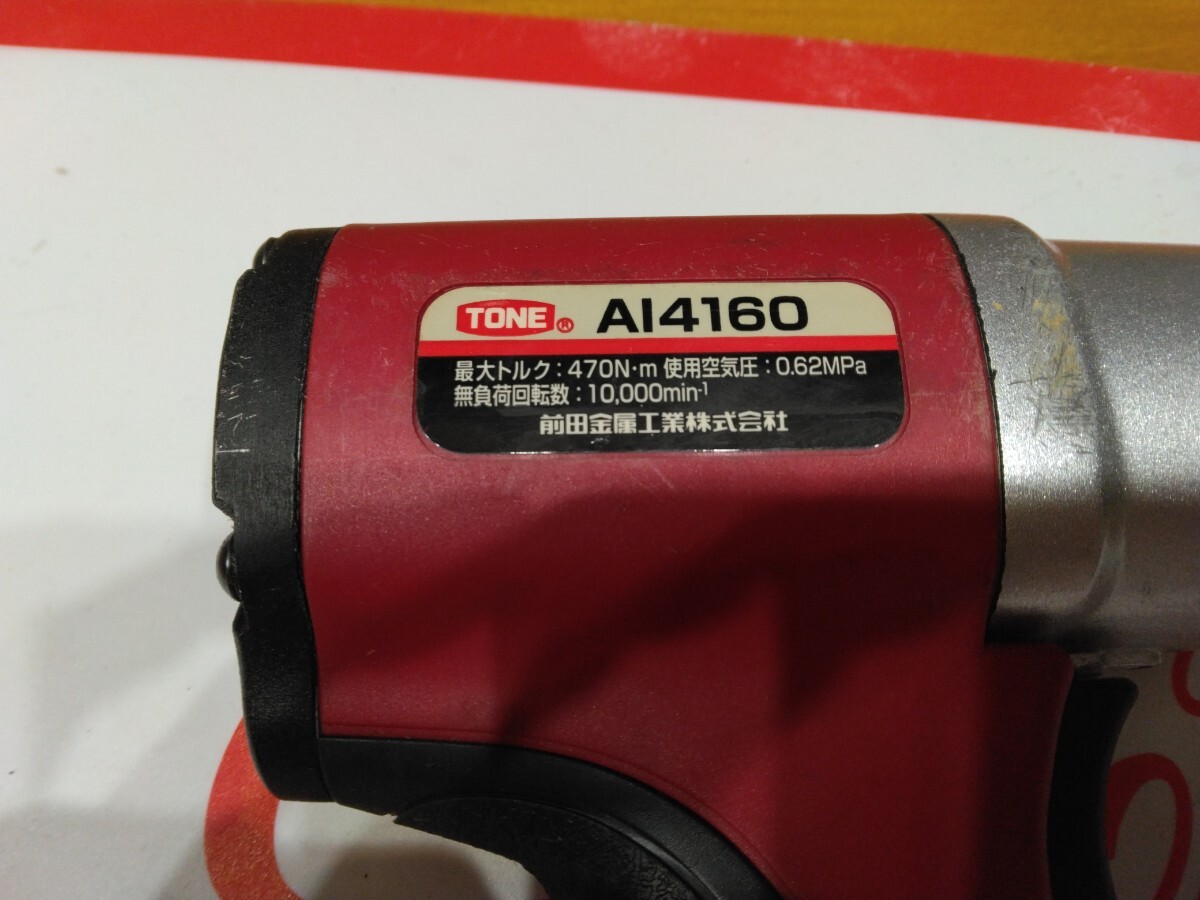 TONE® AI4160
最大トルク：470N·m 使用空気圧：0.62MPa
無負荷回転数：10,000min-1
前田金属工業株式会社